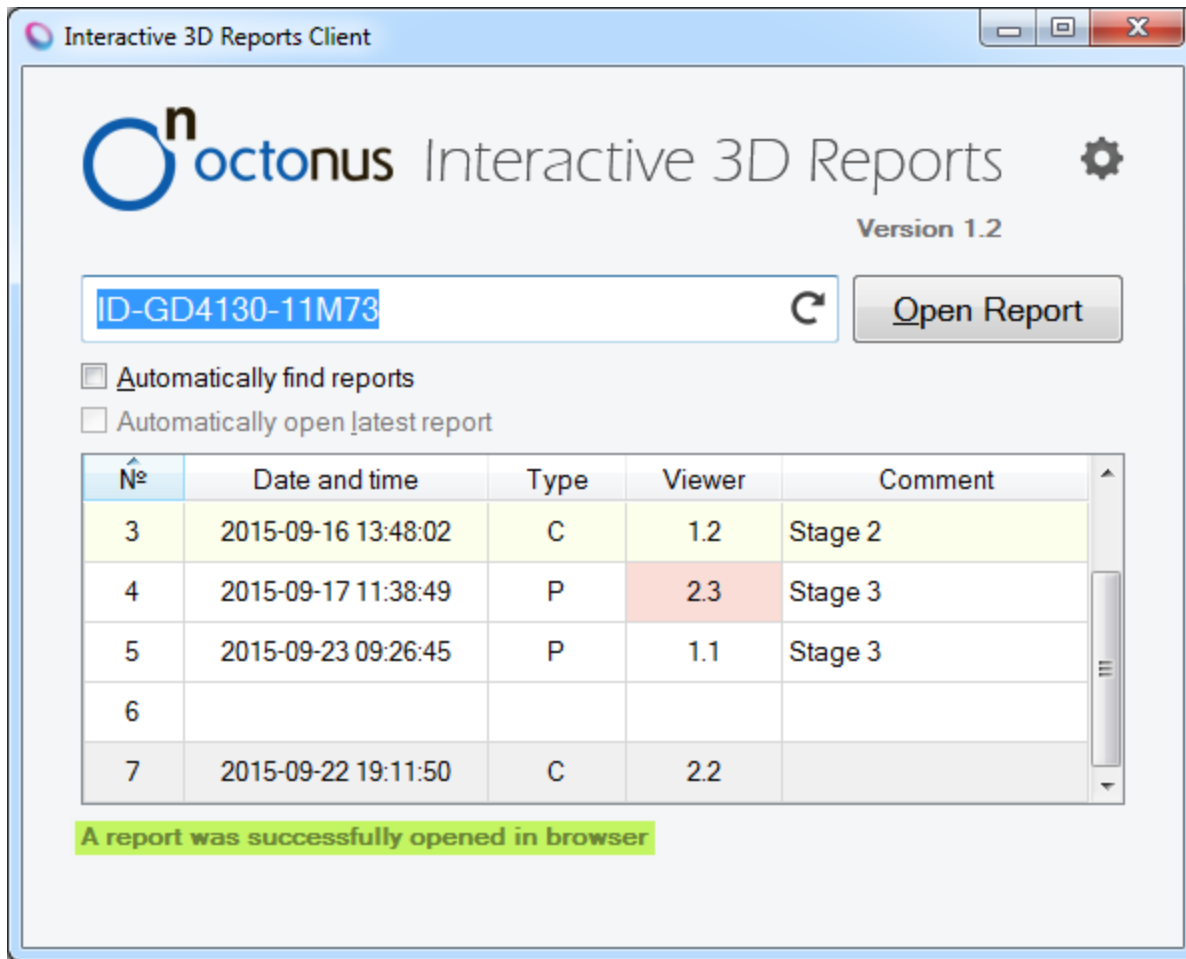 Interactive 3D Reports Client
n
octonus Interactive 3D Reports
Version 1.2
ID-GD4130-11M73 Open Report
Automatically find reports
Automatically open latest report
№ Date and time Type Viewer Comment
3 2015-09-16 13:48:02 C 1.2 Stage 2
4 2015-09-17 11:38:49 P 2.3 Stage 3
5 2015-09-23 09:26:45 P 1.1 Stage 3
6
7 2015-09-22 19:11:50 C 2.2
A report was successfully opened in browser